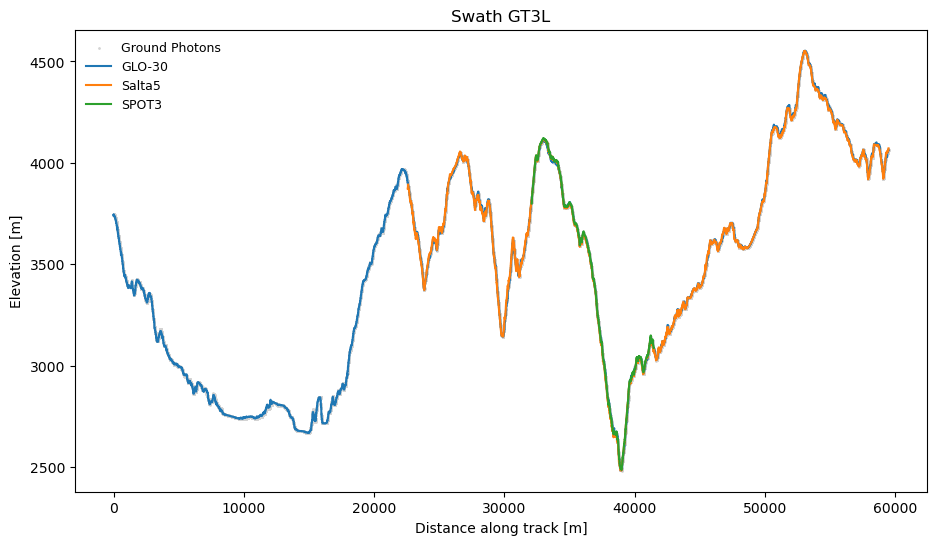 Swath GT3L
Ground Photons
GLO-30
Salta5
SPOT3
4500
4000
3500
3000
2500
Elevation [m]
0 10000 20000 30000 40000 50000 60000
Distance along track [m]